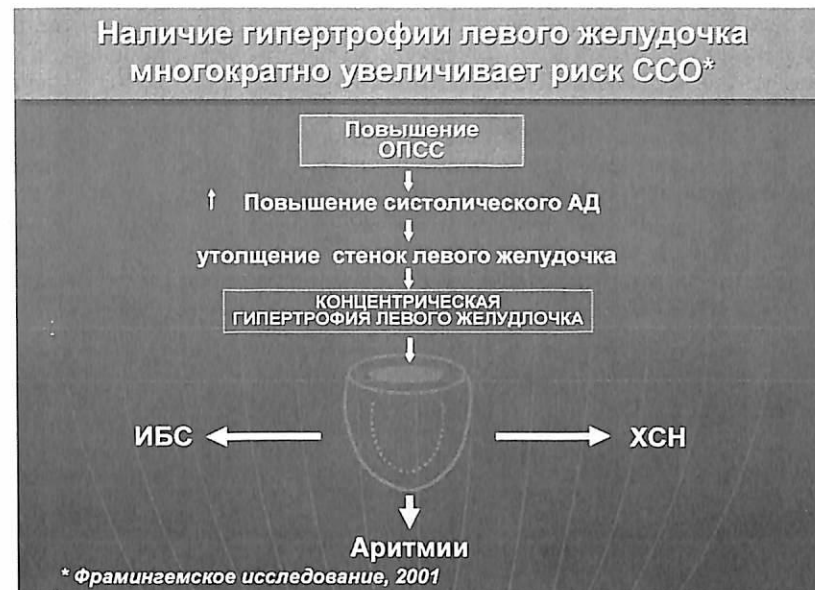 Наличие гипертрофии левого желудочка
многократно увеличивает риск ССО*
Повышение
ОПСС
↑ Повышение систолического АД
утолщение стенок левого желудочка
КОНЦЕНТРИЧЕСКАЯ
ГИПЕРТРОФИЯ ЛЕВОГО ЖЕЛУДЛОЧКА
ИБС
ХСН
Аритмии
* Фрамингемское исследование, 2001